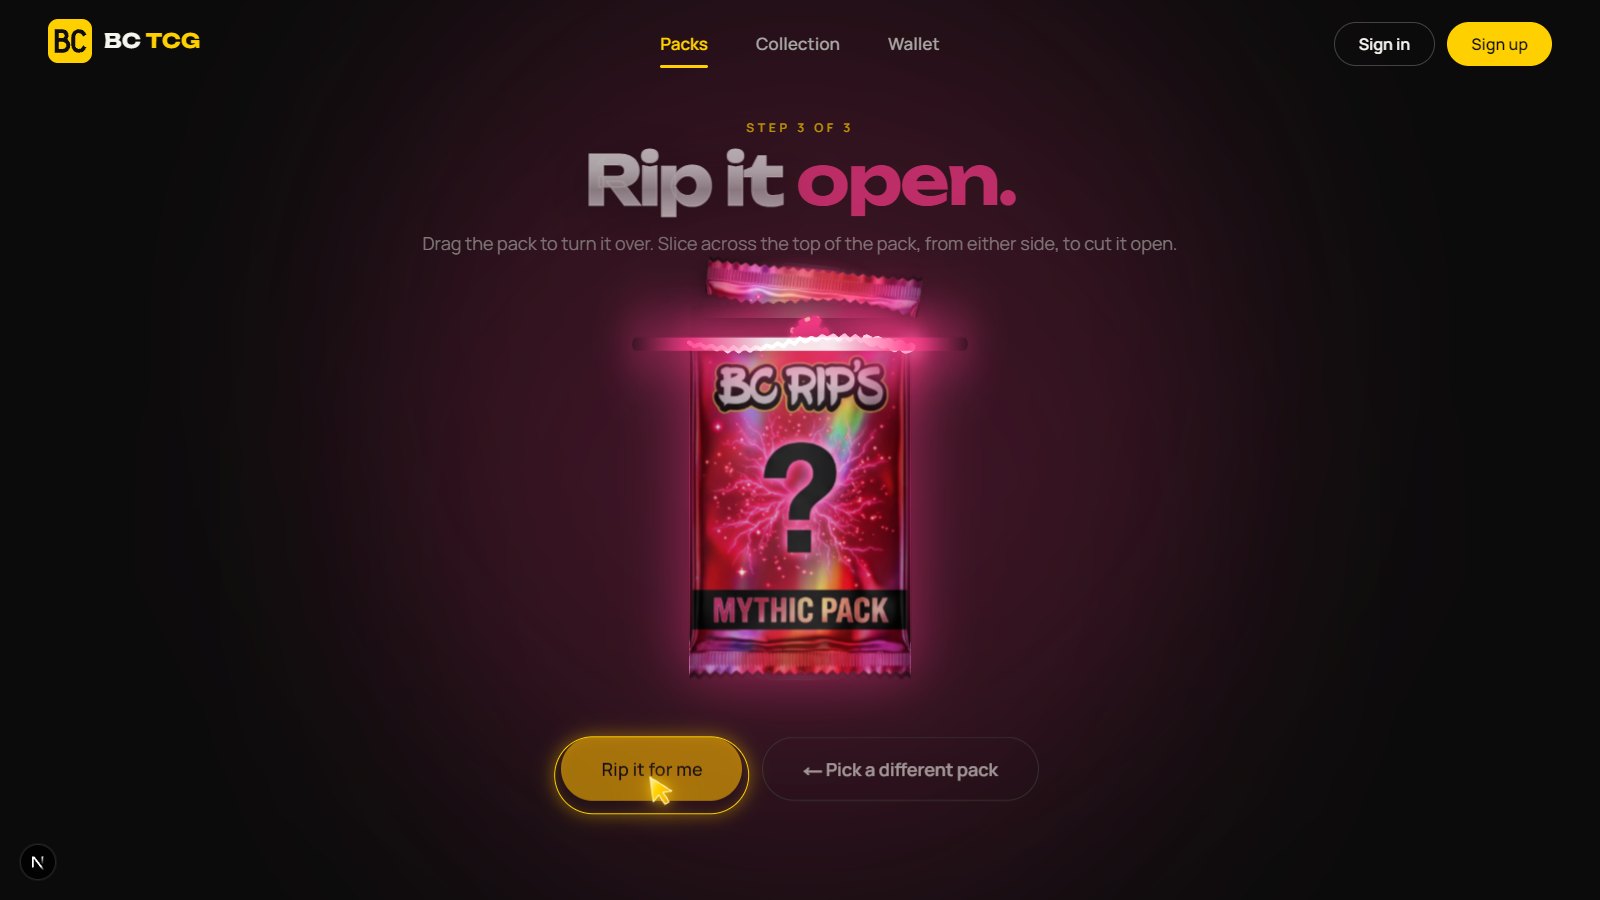 BC BC TCG
Packs Collection Wallet
Sign in Sign up
STEP 3 OF 3
Rip it open.
Drag the pack to turn it over. Slice across the top of the pack, from either side, to cut it open.
BC RIP'S
?
MYTHIC PACK
Rip it for me
← Pick a different pack
N